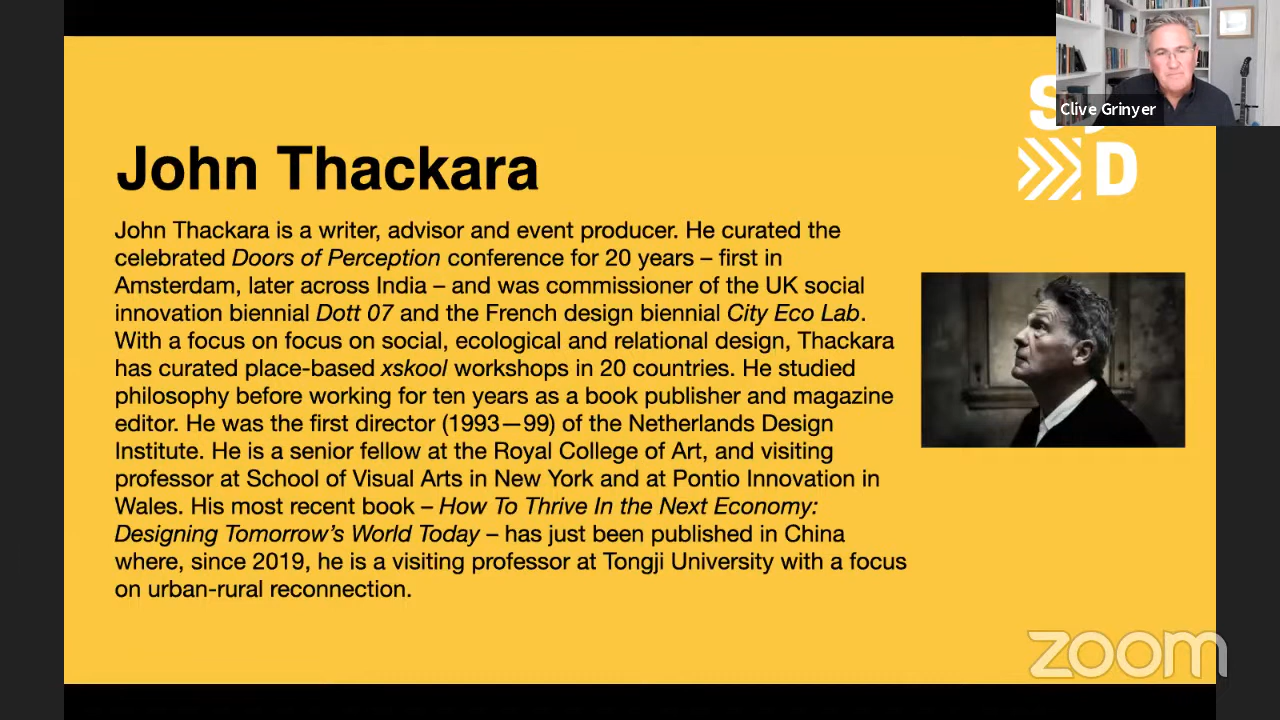 Clive Grinyer
S
D
John Thackara
John Thackara is a writer, advisor and event producer. He curated the
celebrated Doors of Perception conference for 20 years – first in
Amsterdam, later across India – and was commissioner of the UK social
innovation biennial Dott 07 and the French design biennial City Eco Lab.
With a focus on focus on social, ecological and relational design, Thackara
has curated place-based xskool workshops in 20 countries. He studied
philosophy before working for ten years as a book publisher and magazine
editor. He was the first director (1993—99) of the Netherlands Design
Institute. He is a senior fellow at the Royal College of Art, and visiting
professor at School of Visual Arts in New York and at Pontio Innovation in
Wales. His most recent book – How To Thrive In the Next Economy:
Designing Tomorrow’s World Today – has just been published in China
where, since 2019, he is a visiting professor at Tongji University with a focus
on urban-rural reconnection.
zoom